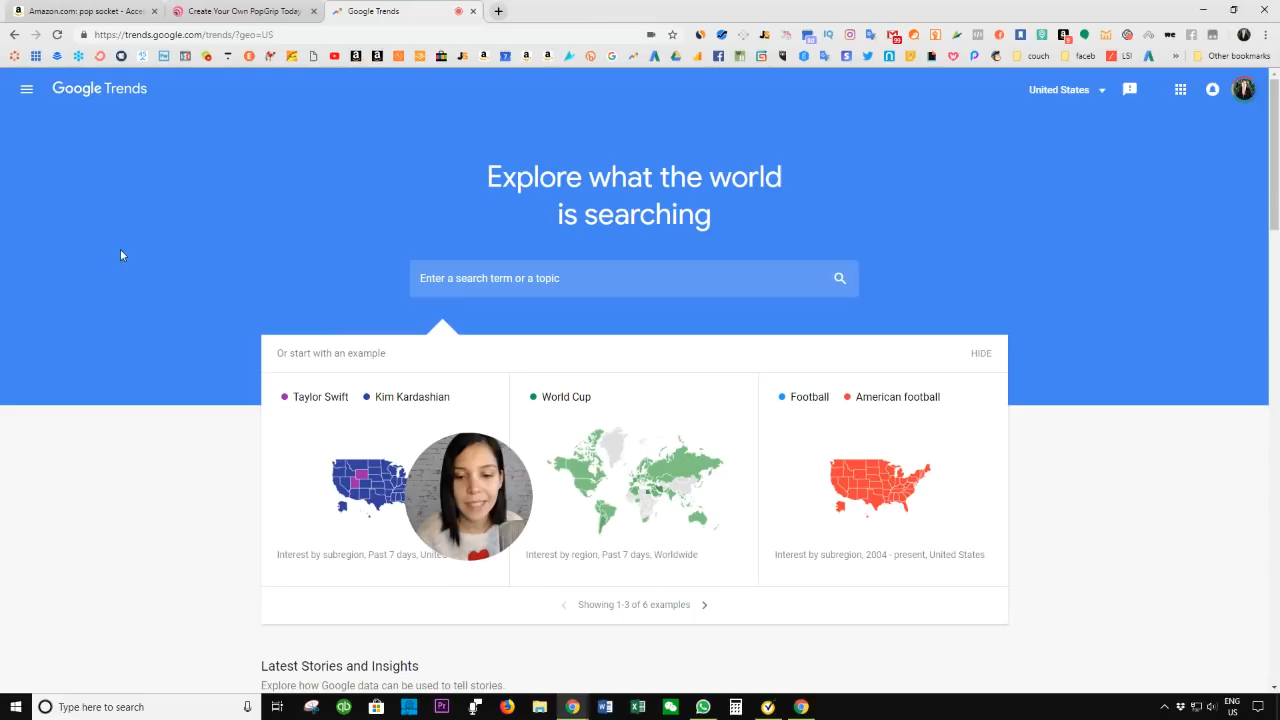 Amazon.com: pop socket - Acce
Create Your Own PopGrip Today
Google Trends
https://trends.google.com/trends/?geo=US
couch
faceb
LSI
Other bookmarks
Google Trends
United States
Explore what the world
is searching
Enter a search term or a topic
Or start with an example
HIDE
Taylor Swift
Kim Kardashian
World Cup
Football
American football
Interest by subregion, Past 7 days, Unite
Interest by region, Past 7 days, Worldwide
Interest by subregion, 2004 - present, United States
Showing 1-3 of 6 examples
Latest Stories and Insights
Explore how Google data can be used to tell stories.
Type here to search
ENG